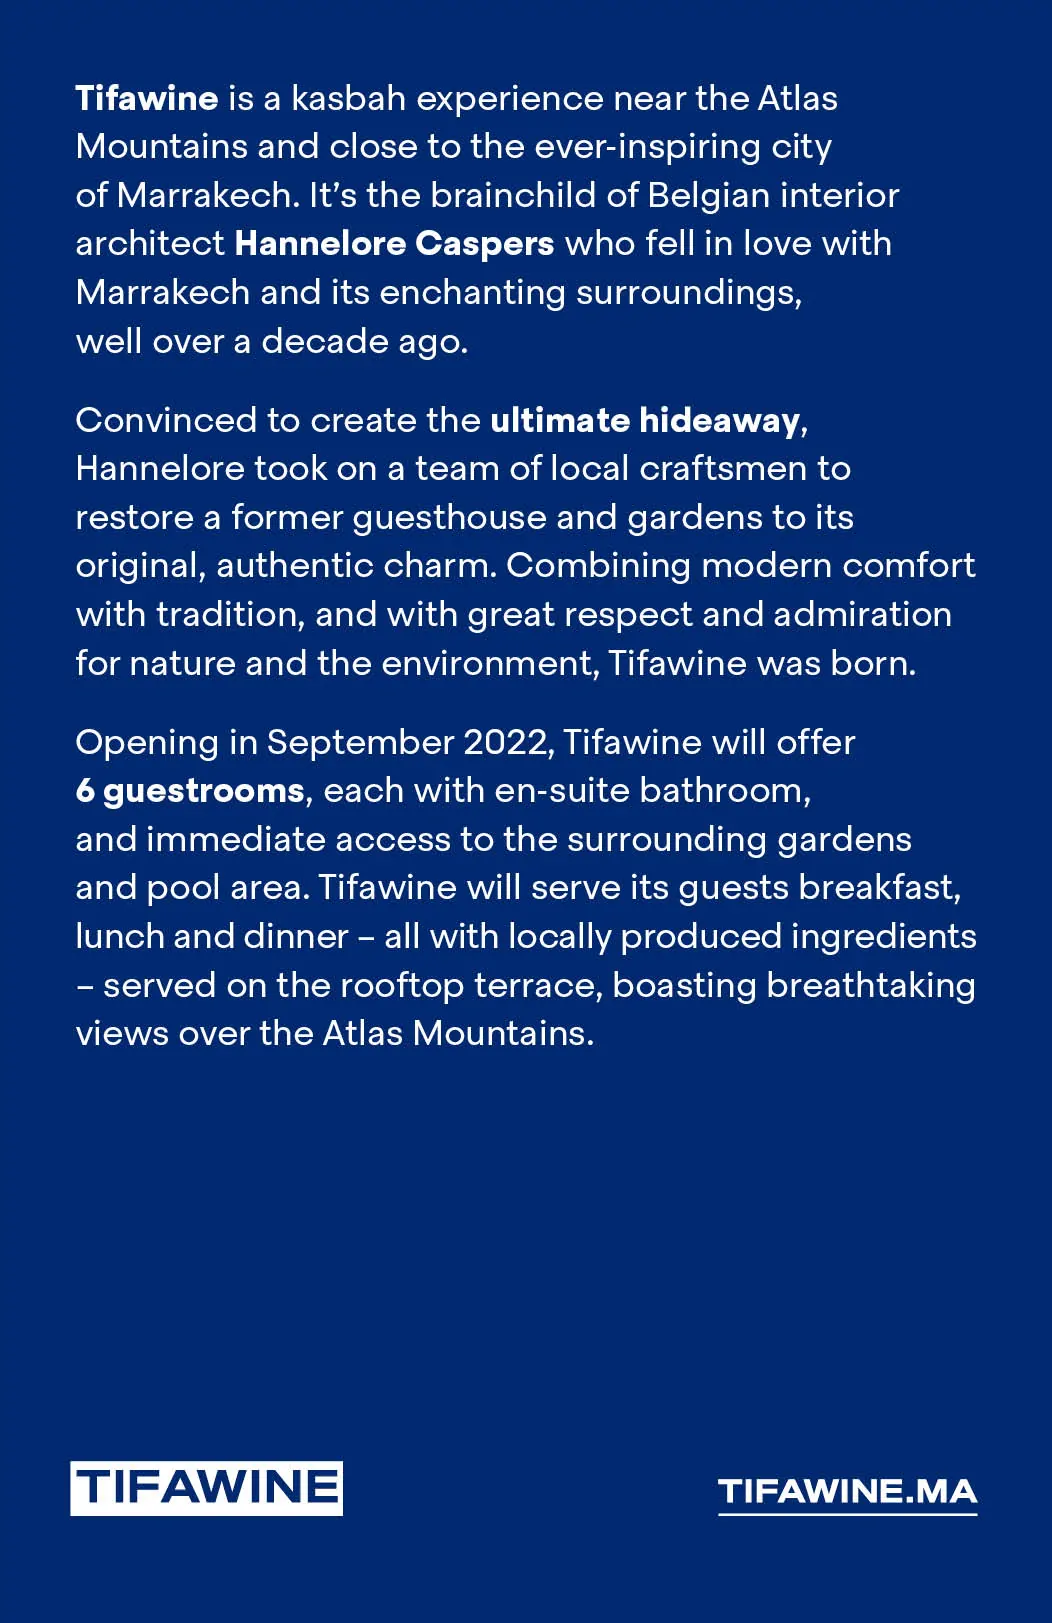 Tifawine is a kasbah experience near the Atlas
Mountains and close to the ever-inspiring city
of Marrakech. It’s the brainchild of Belgian interior
architect Hannelore Caspers who fell in love with
Marrakech and its enchanting surroundings,
well over a decade ago.
Convinced to create the ultimate hideaway,
Hannelore took on a team of local craftsmen to
restore a former guesthouse and gardens to its
original, authentic charm. Combining modern comfort
with tradition, and with great respect and admiration
for nature and the environment, Tifawine was born.
Opening in September 2022, Tifawine will offer
6 guestrooms, each with en-suite bathroom,
and immediate access to the surrounding gardens
and pool area. Tifawine will serve its guests breakfast,
lunch and dinner – all with locally produced ingredients
– served on the rooftop terrace, boasting breathtaking
views over the Atlas Mountains.
TIFAWINE
TIFAWINE.MA